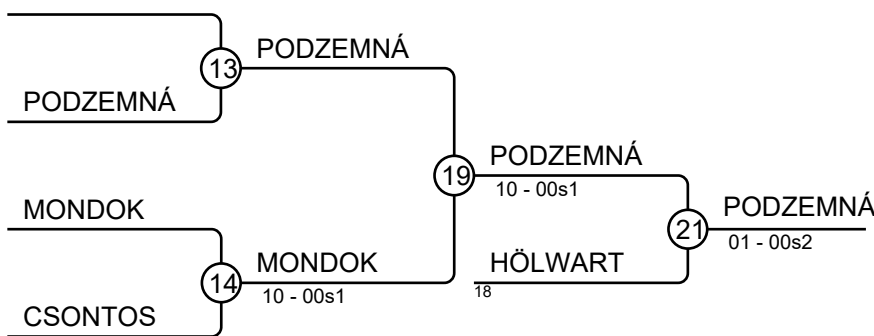 PODZEMNÁ
13
PODZEMNÁ
PODZEMNÁ
19
10 - 00s1
MONDOK
PODZEMNÁ
21
01 - 00s2
MONDOK
HÖLWART
14
10 - 00s1
18
CSONTOS